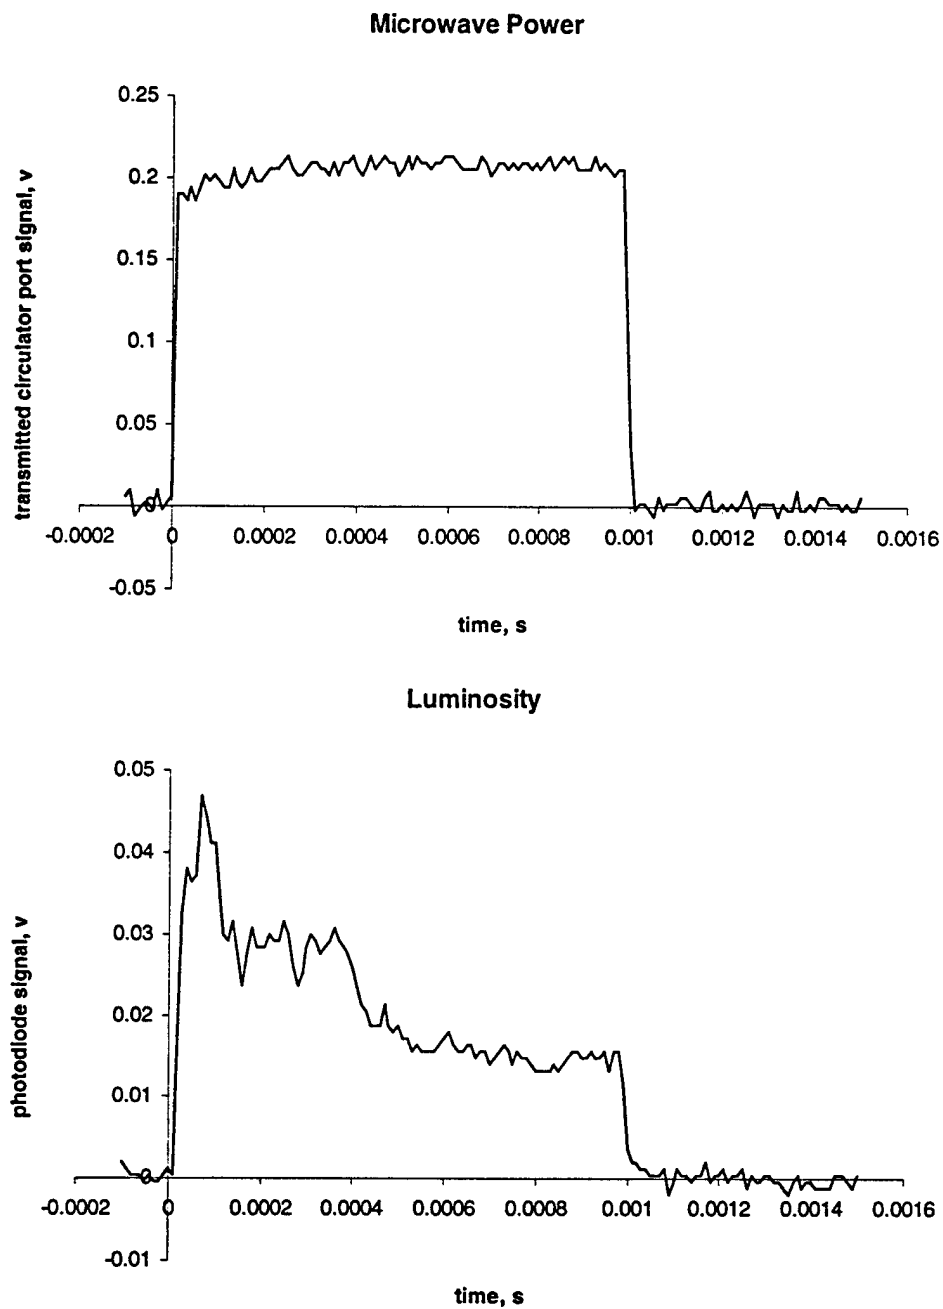 Microwave Power
transmitted circulator port signal, v
0.25
0.2
0.15
0.1
0.05
0
-0.05
-0.0002 0 0.0002 0.0004 0.0006 0.0008 0.001 0.0012 0.0014 0.0016
time, s
Luminosity
photodiode signal, v
0.05
0.04
0.03
0.02
0.01
0
-0.01
-0.0002 0 0.0002 0.0004 0.0006 0.0008 0.001 0.0012 0.0014 0.0016
time, s